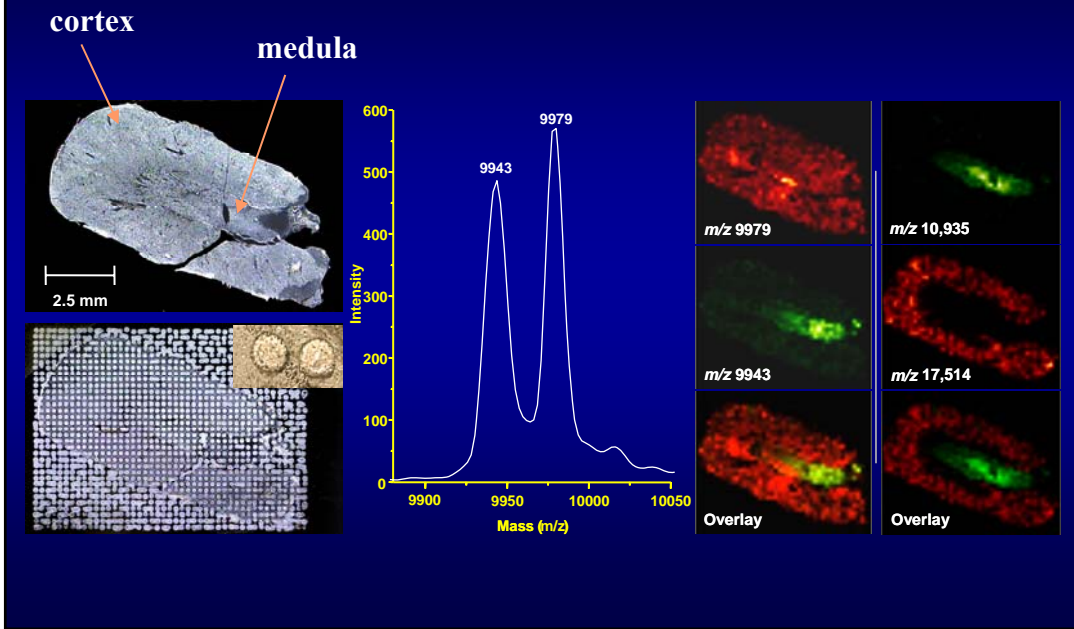 cortex
medula
2.5 mm
600
500
400
300
200
100
0
Intensity
9943
9979
9900
9950
10000
10050
Mass (m/z)
m/z 9979
m/z 9943
Overlay
m/z 10,935
m/z 17,514
Overlay